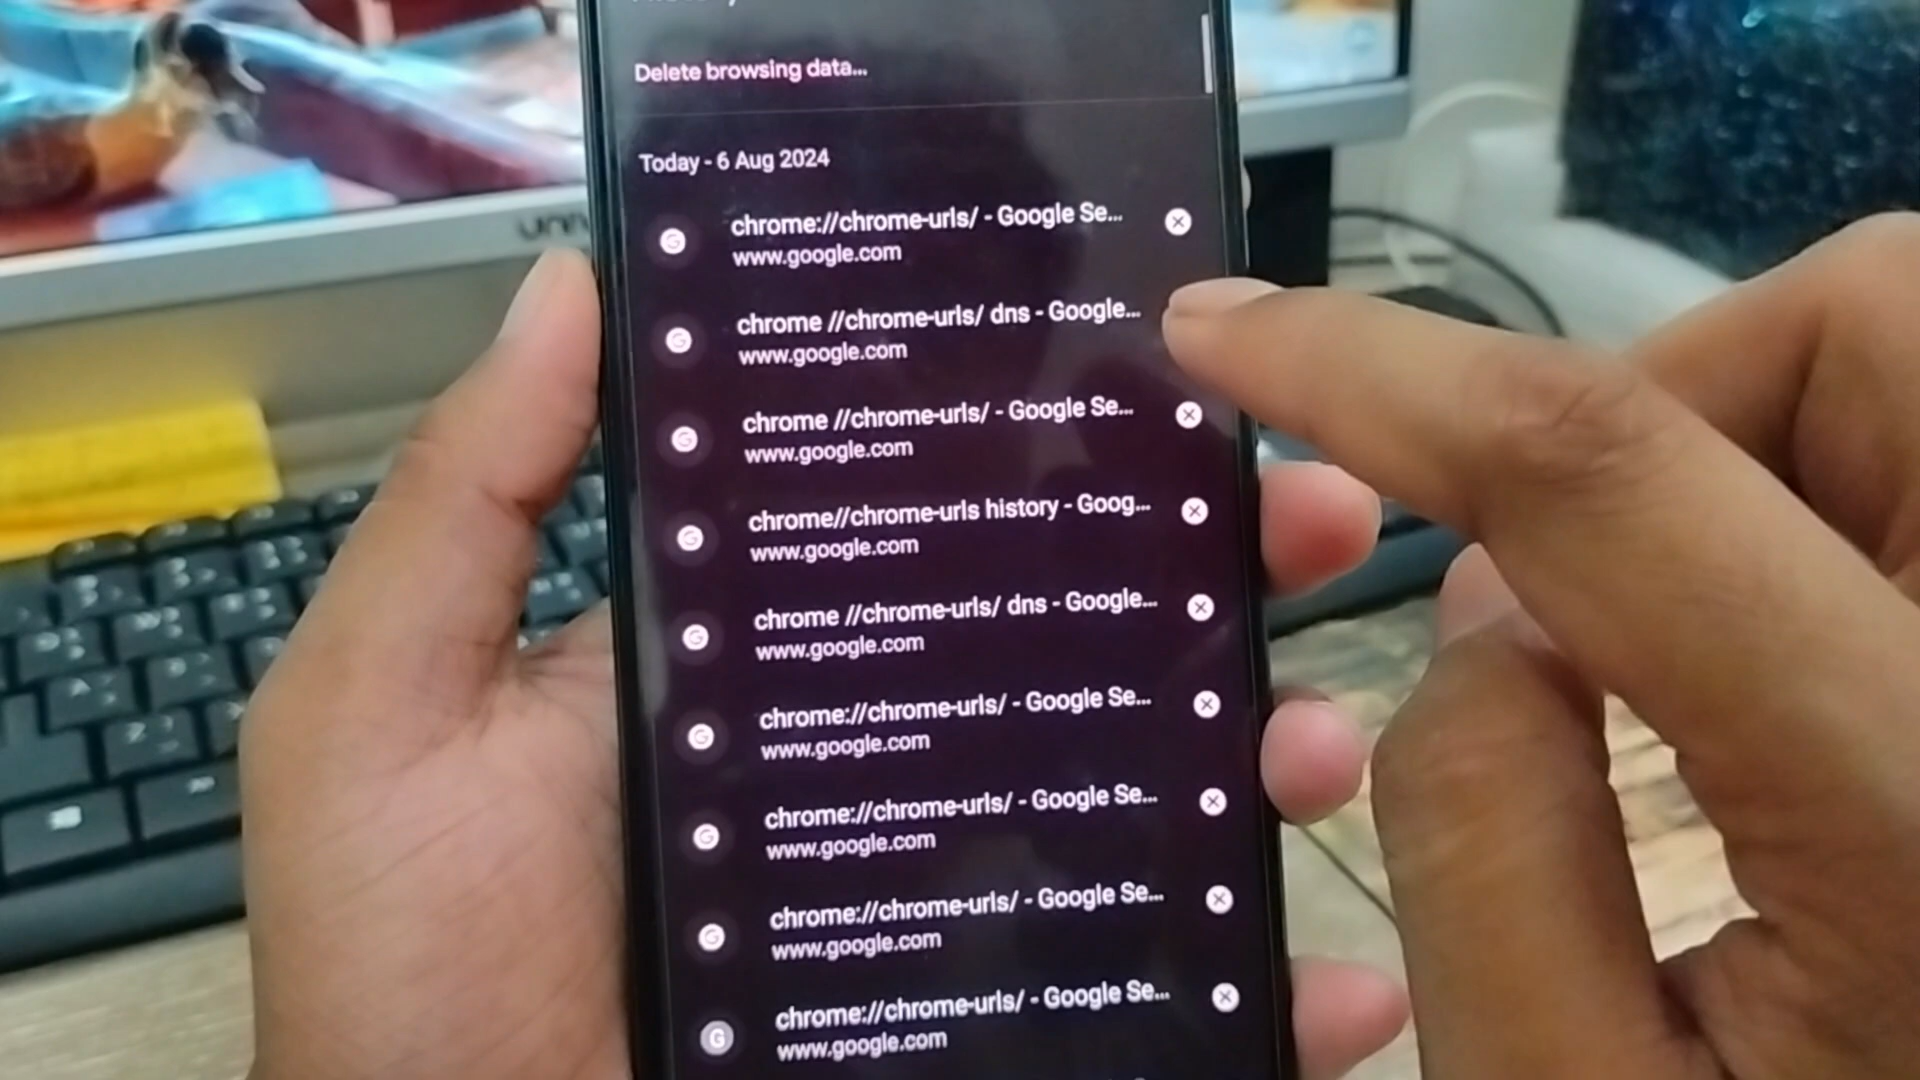 Delete browsing data...
Today - 6 Aug 2024
chrome://chrome-urls/ - Google Se...
www.google.com
chrome //chrome-urls/ dns - Google...
www.google.com
chrome //chrome-urls/ - Google Se...
www.google.com
chrome//chrome-urls history - Goog...
www.google.com
chrome //chrome-urls/ dns - Google...
www.google.com
chrome://chrome-urls/ - Google Se...
www.google.com
chrome://chrome-urls/ - Google Se...
www.google.com
chrome://chrome-urls/ - Google Se...
www.google.com
chrome://chrome-urls/ - Google Se...
www.google.com